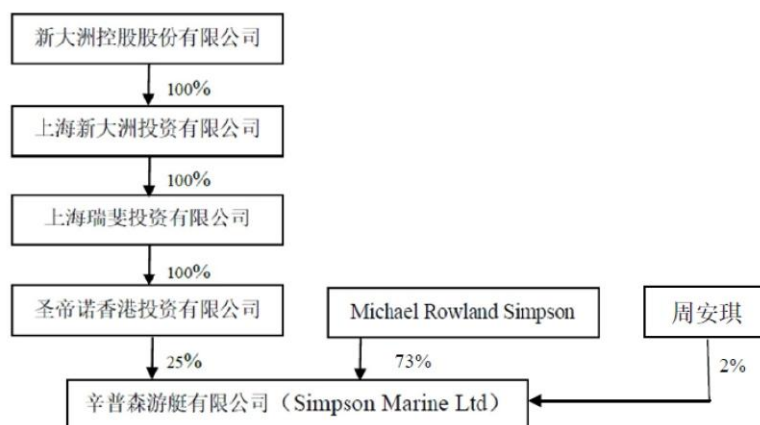 新大洲控股股份有限公司
100%
上海新大洲投资有限公司
100%
上海瑞斐投资有限公司
100%
圣帝诺香港投资有限公司
Michael Rowland Simpson
周安琪
25%
73%
2%
辛普森游艇有限公司（Simpson Marine Ltd）